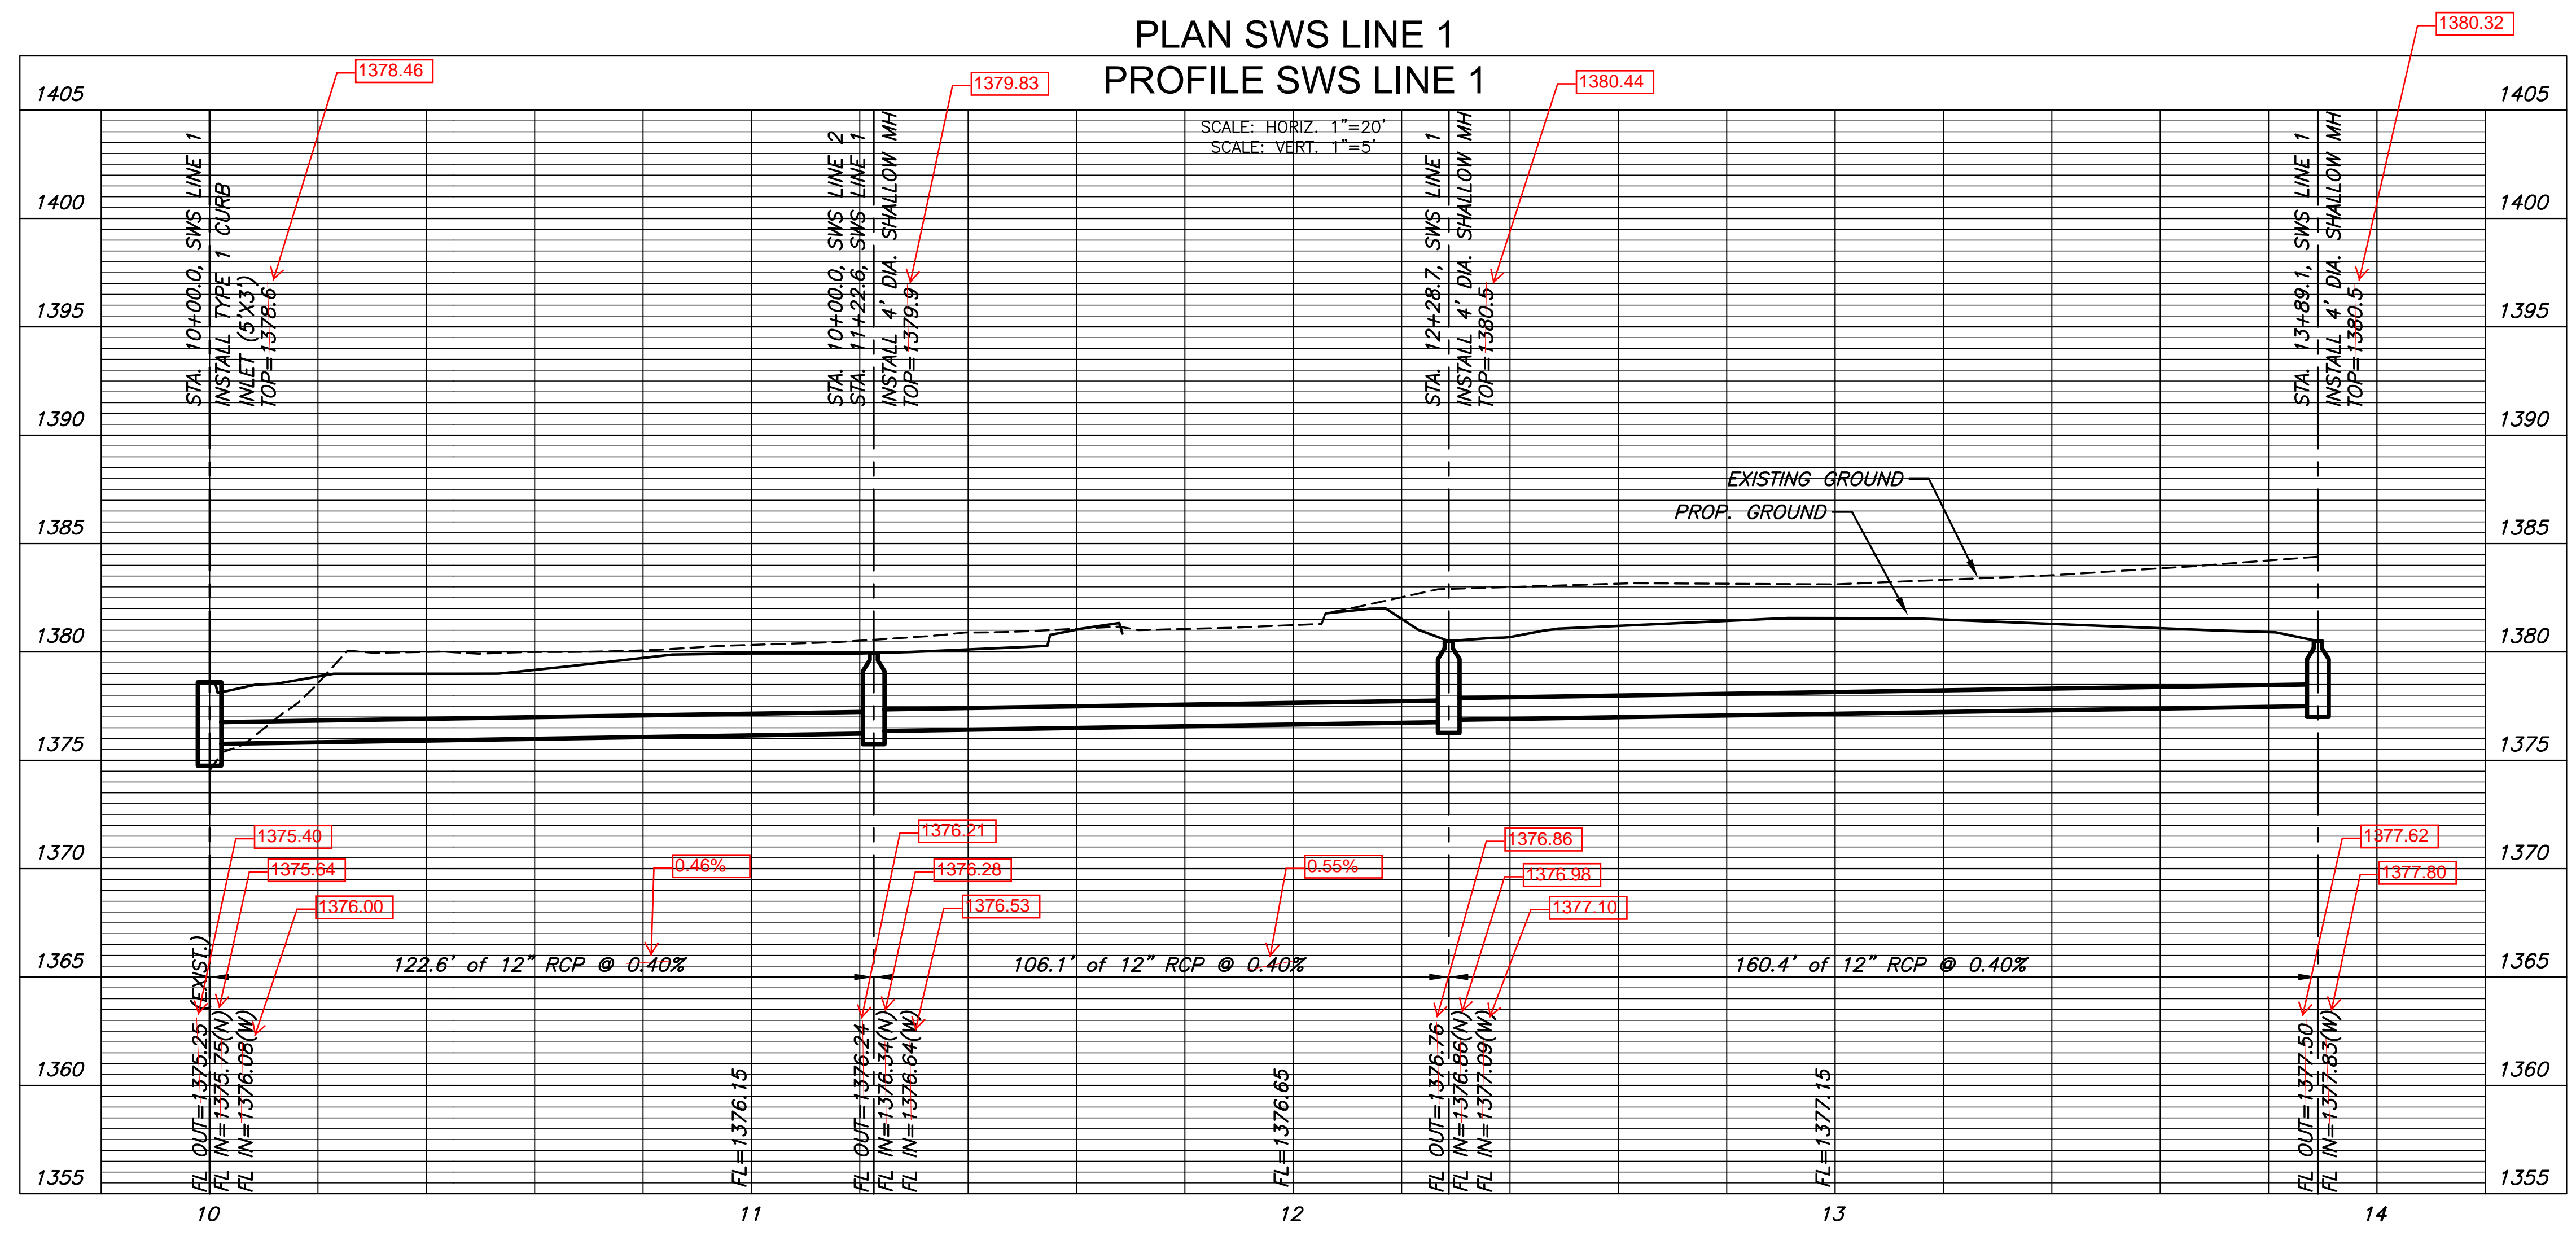 PLAN SWS LINE 1
PROFILE SWS LINE 1
SCALE: HORIZ. 1"=20'
SCALE: VERT. 1"=5'
1378.46
1379.83
1380.44
1380.32
1405
1400
1395
1390
1385
1380
1375
1370
1365
1360
1355
STA. 10+00.0, SWS LINE 1
INSTALL TYPE 1 CURB
INLET (5'X3')
TOP=1378.6
STA. 10+00.0, SWS LINE 2
STA. 11+22.6, SWS LINE 1
INSTALL 4' DIA. SHALLOW MH
TOP=1379.9
STA. 12+28.7, SWS LINE 1
INSTALL 4' DIA. SHALLOW MH
TOP=1380.5
STA. 13+89.1, SWS LINE 1
INSTALL 4' DIA. SHALLOW MH
TOP=1380.5
1405
1400
1395
1390
1385
1380
1375
1370
1365
1360
1355
EXISTING GROUND
PROP. GROUND
1375.40
1375.64
1376.00
0.46%
1376.21
1376.28
1376.53
0.55%
1376.86
1376.98
1377.10
1377.62
1377.80
122.6' of 12" RCP @ 0.40%
106.1' of 12" RCP @ 0.40%
160.4' of 12" RCP @ 0.40%
FL OUT=1375.25 (EXIST.)
FL IN=1375.75(N)
FL IN=1376.08(W)
FL=1376.15
FL OUT=1376.24
FL IN=1376.34(N)
FL IN=1376.64(W)
FL=1376.65
FL OUT=1376.76
FL IN=1376.86(N)
FL IN=1377.09(W)
FL=1377.15
FL OUT=1377.50
FL IN=1377.83(W)
10
11
12
13
14